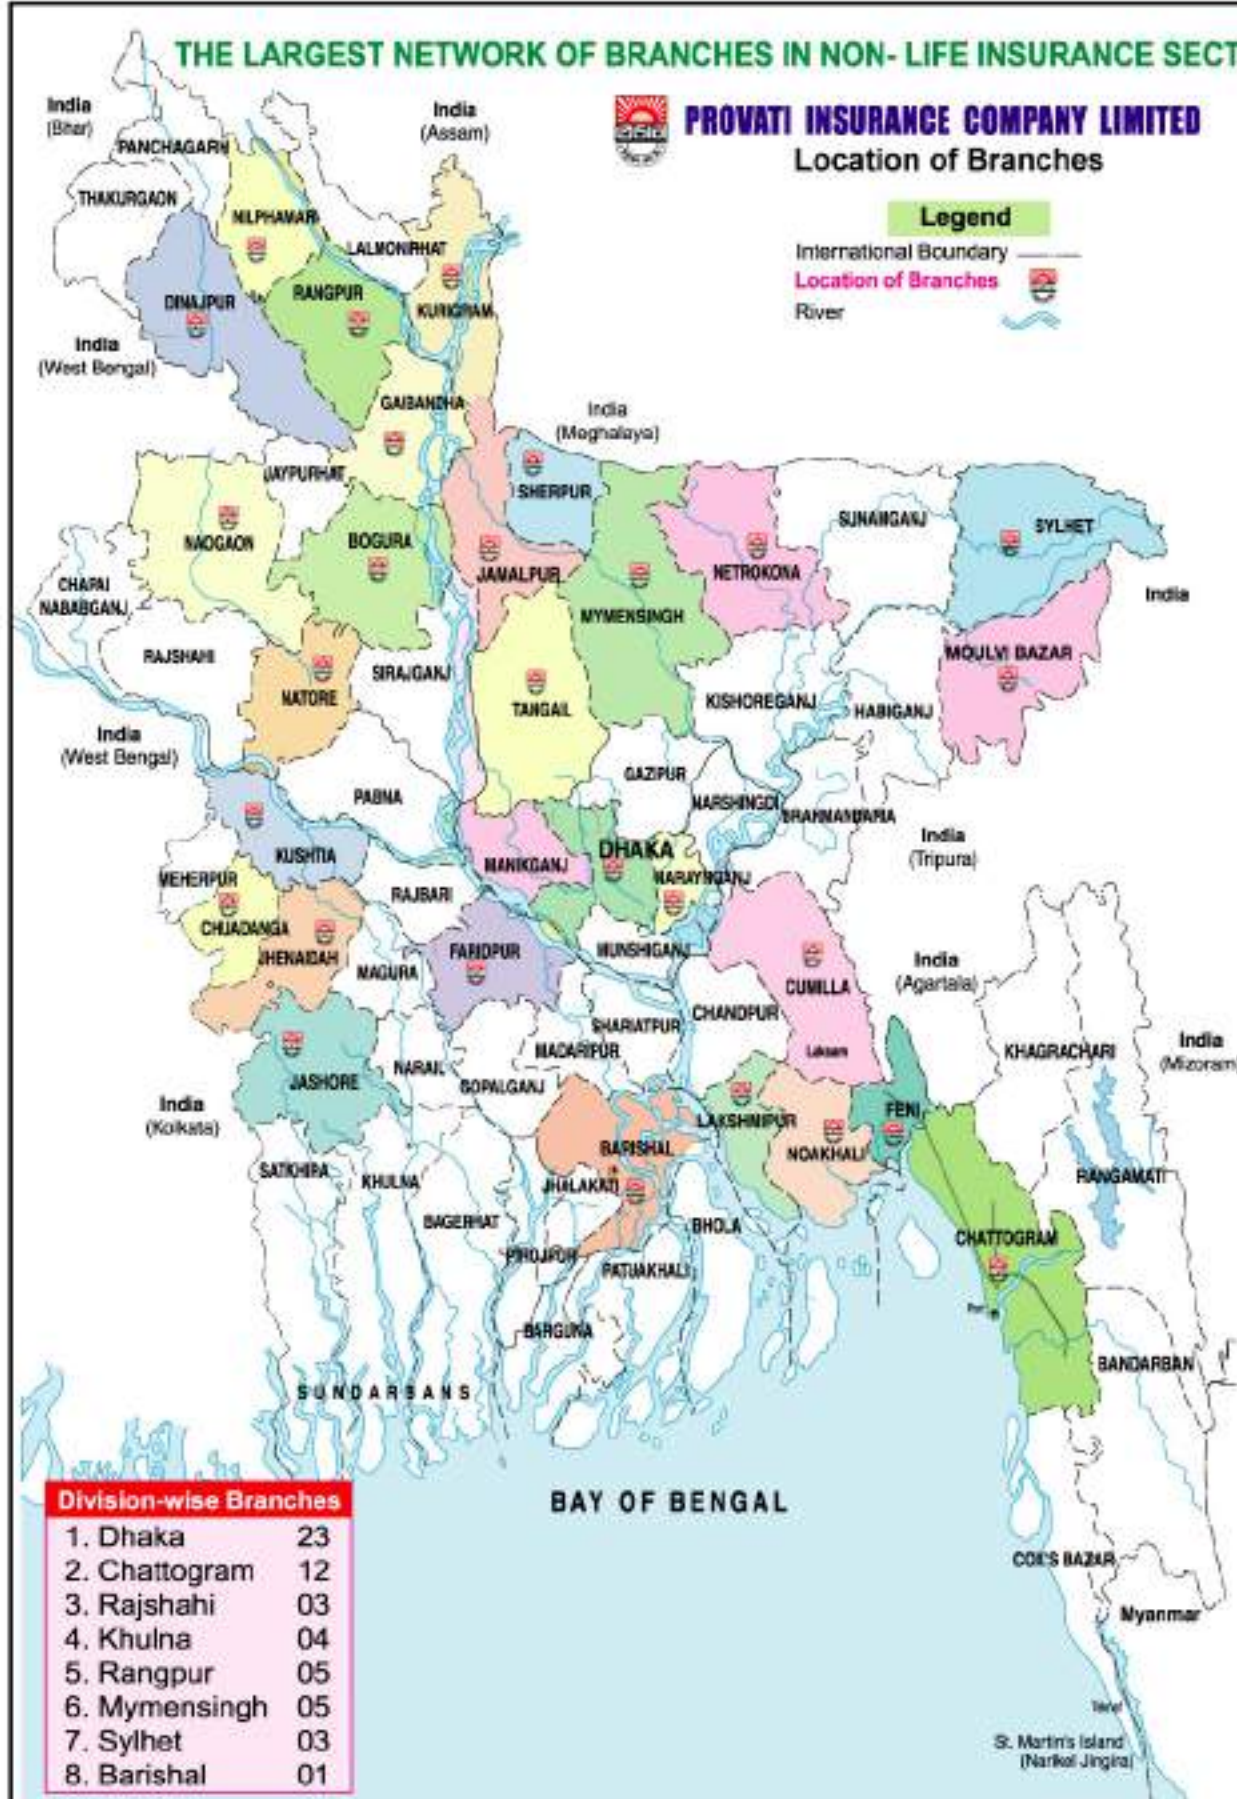 THE LARGEST NETWORK OF BRANCHES IN NON- LIFE INSURANCE SECT
PROVATI INSURANCE COMPANY LIMITED
Location of Branches
Legend
International Boundary
Location of Branches
River
India
(Bhar)
India
(Assam)
PANCHAGARH
THAKURGAON
NILPHAMARI
LALMONIRHAT
DINAJPUR
RANGPUR
KURIGRAM
India
(West Bengal)
GAIBANDHA
India
(Meghalaya)
JAYPURHAT
SHERPUR
SUNAMGANJ
SYLHET
NAOGAON
BOGURA
JAMALPUR
NETROKONA
CHAPAI
NABABGANJ
MYMENSINGH
India
RAJSHAHI
SIRAJGANJ
MOULVI BAZAR
NATORE
TANGAIL
KISHOREGANJ
HABIGANJ
India
(West Bengal)
GAZIPUR
PABNA
NARSHINGDI
BRAHMANBARIA
India
(Tripura)
KUSHTIA
MANIKGANJ
DHAKA
NARAYNGANJ
MEHERPUR
RAJBARI
CHUADANGA
JHENAIDAH
MAGURA
FARIDPUR
MUNSHIGANJ
CUMILLA
India
(Agartala)
CHANDPUR
SHARIATPUR
MADARIPUR
Laksam
KHAGRACHARI
India
(Mizoram)
JASHORE
NARAIL
GOPALGANJ
India
(Kolkata)
LAKSHMIPUR
FENI
BARISHAL
NOAKHALI
SATKHIRA
KHULNA
JHALAKATI
RANGAMATI
BAGERHAT
BHOLA
PIROJPUR
PATUAKHALI
CHATTOGRAM
Port
BARGUNA
BANDARBAN
SUNDARBANS
BAY OF BENGAL
COX'S BAZAR
Myanmar
St. Martin's Island
(Narikel Jingira)
Division-wise Branches
1. Dhaka 23
2. Chattogram 12
3. Rajshahi 03
4. Khulna 04
5. Rangpur 05
6. Mymensingh 05
7. Sylhet 03
8. Barishal 01